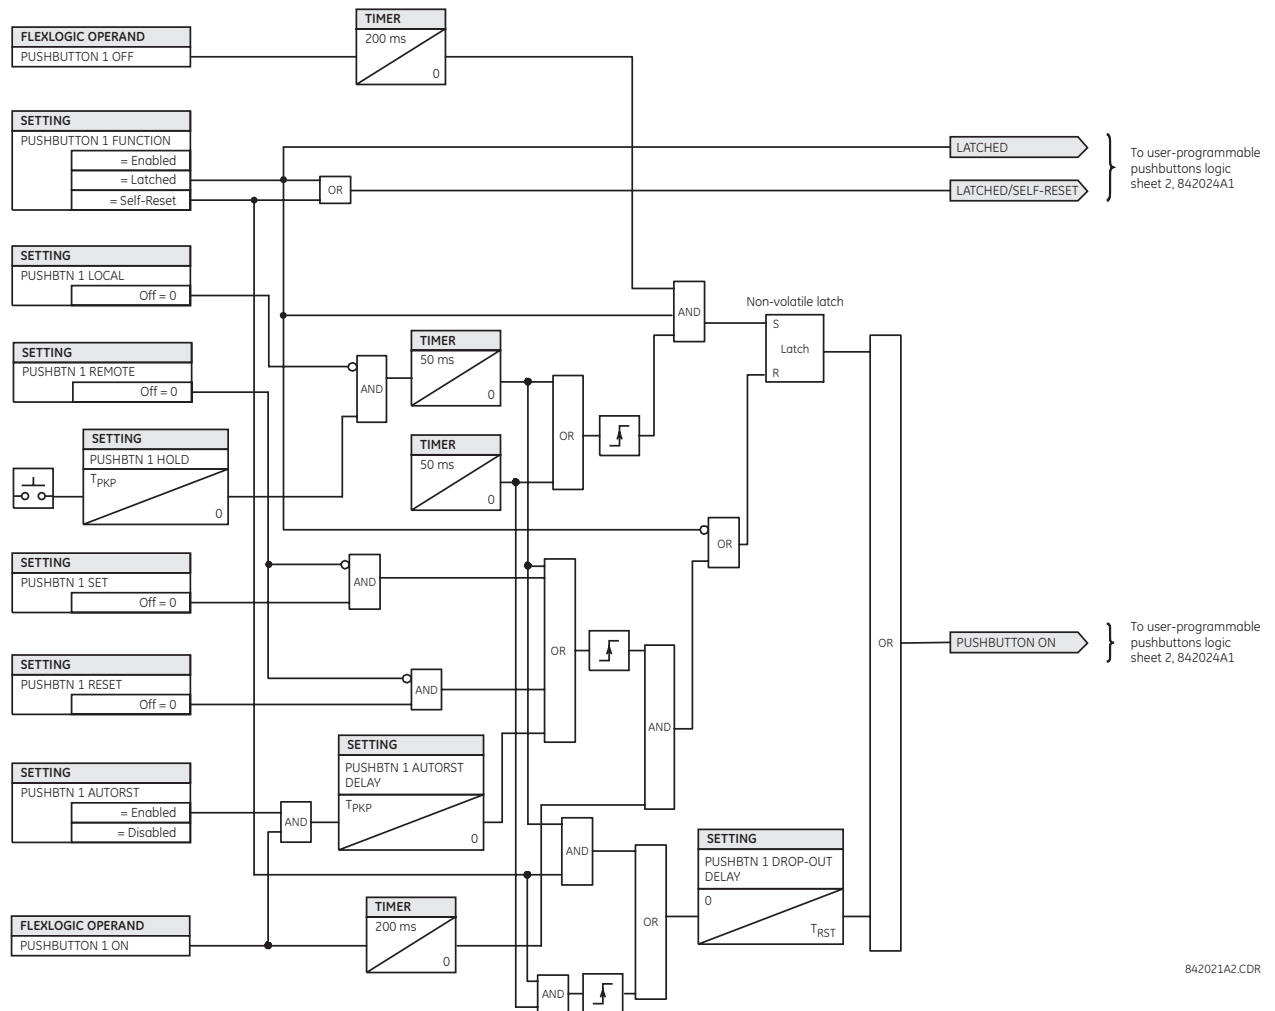 FLEXLOGIC OPERAND
PUSHBUTTON 1 OFF
TIMER
200 ms
0
SETTING
PUSHBUTTON 1 FUNCTION
= Enabled
= Latched
= Self-Reset
OR
LATCHED
LATCHED/SELF-RESET
To user-programmable
pushbuttons logic
sheet 2, 842024A1
SETTING
PUSHBTN 1 LOCAL
Off = 0
AND
Non-volatile latch
S
Latch
R
SETTING
PUSHBTN 1 REMOTE
Off = 0
AND
TIMER
50 ms
0
OR
SETTING
PUSHBTN 1 HOLD
TPKP
0
TIMER
50 ms
0
OR
SETTING
PUSHBTN 1 SET
Off = 0
AND
OR
SETTING
PUSHBTN 1 RESET
Off = 0
AND
AND
OR
PUSHBUTTON ON
To user-programmable
pushbuttons logic
sheet 2, 842024A1
SETTING
PUSHBTN 1 AUTORST
= Enabled
= Disabled
AND
SETTING
PUSHBTN 1 AUTORST
DELAY
TPKP
0
AND
OR
SETTING
PUSHBTN 1 DROP-OUT
DELAY
0
TRST
FLEXLOGIC OPERAND
PUSHBUTTON 1 ON
TIMER
200 ms
0
AND
842021A2.CDR